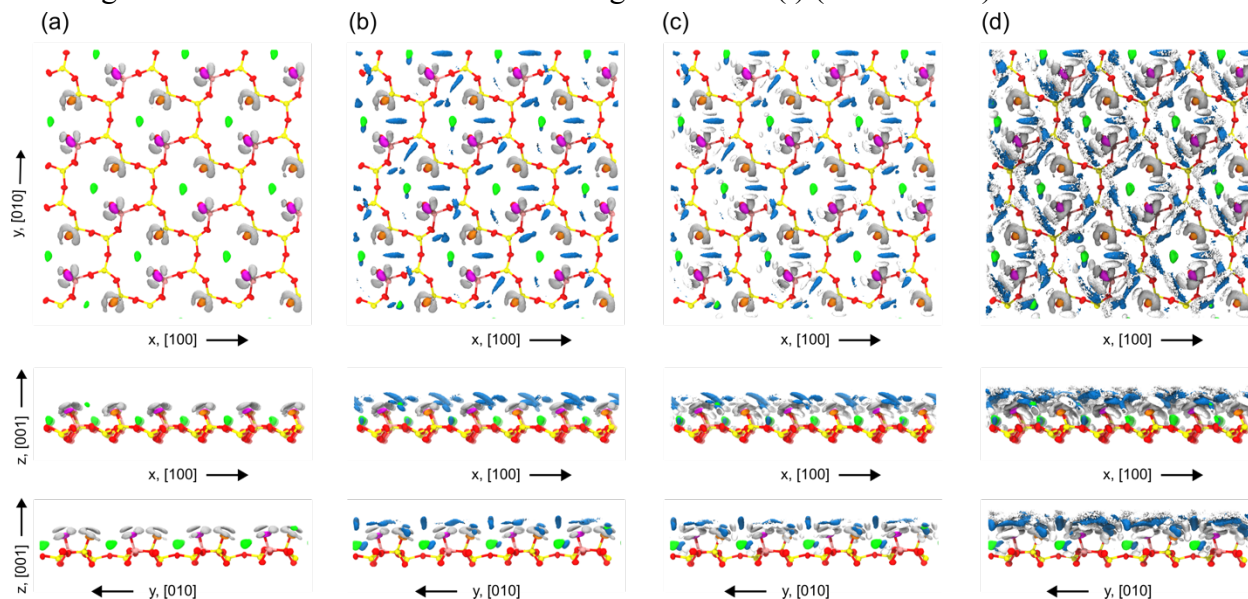 (a) (b) (c) (d)
y, [010]
x, [100] x, [100] x, [100] x, [100]
z, [001]
x, [100] x, [100] x, [100] x, [100]
z, [001]
y, [010] y, [010] y, [010] y, [010]